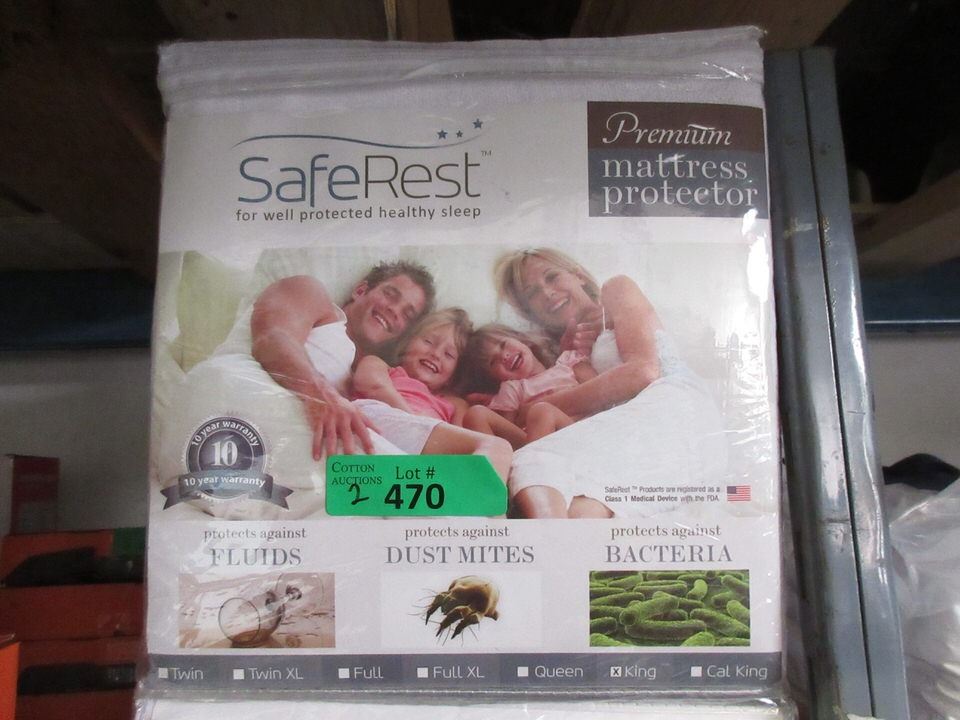 SafeRest™
for well protected healthy sleep
Premium
mattress
protector
10 year warranty
10
10 year warranty
COTTON
AUCTIONS
2
Lot #
470
SafeRest ™ Products are registered as a
Class 1 Medical Device with the FDA.
protects against
FLUIDS
protects against
DUST MITES
protects against
BACTERIA
Twin Twin XL Full Full XL Queen x King Cal King